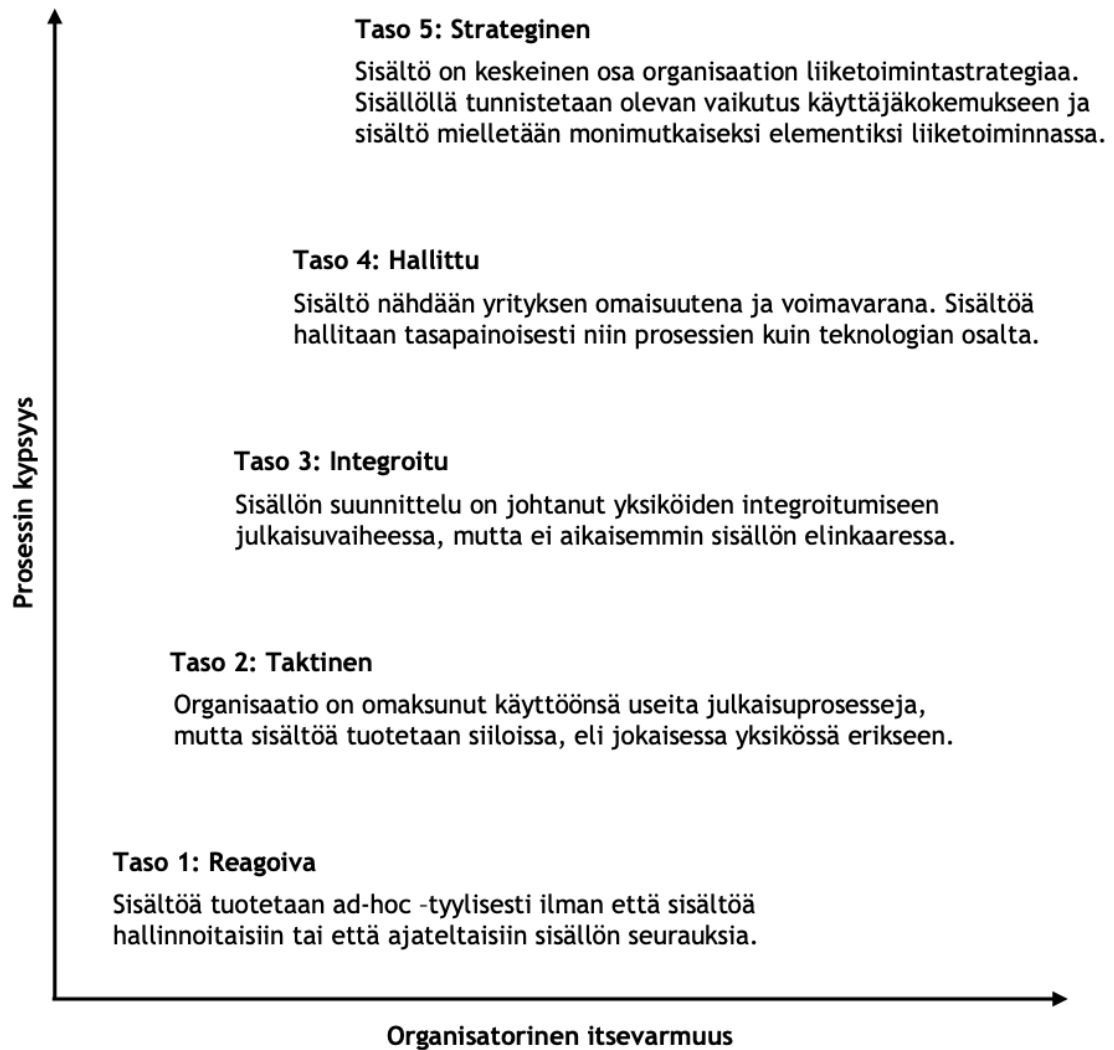 Taso 5: Strateginen
Sisältö on keskeinen osa organisaation liiketoimintastrategiaa.
Sisällöllä tunnistetaan olevan vaikutus käyttäjäkokemukseen ja
sisältö mielletään monimutkaiseksi elementiksi liiketoiminnassa.
Taso 4: Hallittu
Sisältö nähdään yrityksen omaisuutena ja voimavarana. Sisältöä
hallitaan tasapainoisesti niin prosessien kuin teknologian osalta.
Prosessin kypsyys
Taso 3: Integroitu
Sisällön suunnittelu on johtanut yksiköiden integroitumiseen
julkaisuvaiheessa, mutta ei aikaisemmin sisällön elinkaaressa.
Taso 2: Taktinen
Organisaatio on omaksunut käyttöönsä useita julkaisuprosesseja,
mutta sisältöä tuotetaan siiloissa, eli jokaisessa yksikössä erikseen.
Taso 1: Reagoiva
Sisältöä tuotetaan ad-hoc -tyylisesti ilman että sisältöä
hallinnoitaisiin tai että ajateltaisiin sisällön seurauksia.
Organisatorinen itsevarmuus